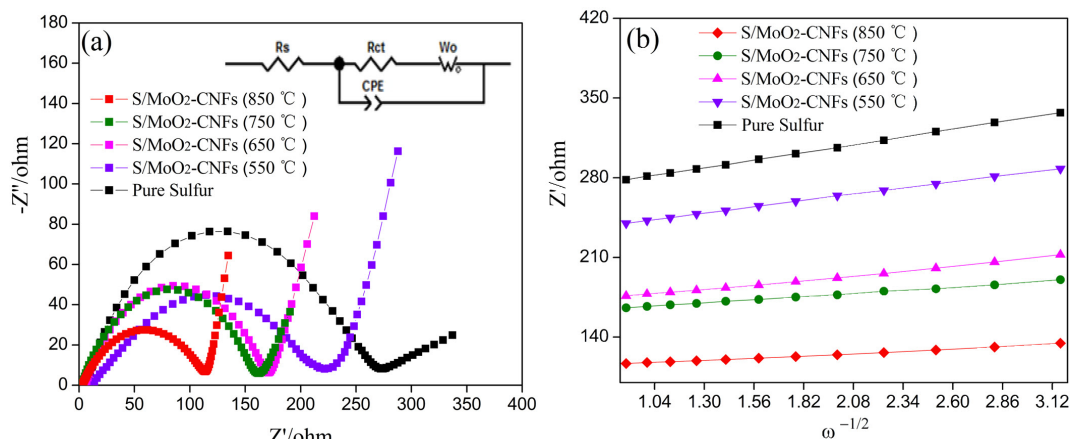 (a)
180
160
140
120
100
80
60
40
20
0
-Z''/ohm
Rs
Rct
Wo
CPE
S/MoO2-CNFs (850 ℃)
S/MoO2-CNFs (750 ℃)
S/MoO2-CNFs (650 ℃)
S/MoO2-CNFs (550 ℃)
Pure Sulfur
0 50 100 150 200 250 300 350 400
Z'/ohm
(b)
420
350
280
210
140
Z'/ohm
S/MoO2-CNFs (850 ℃)
S/MoO2-CNFs (750 ℃)
S/MoO2-CNFs (650 ℃)
S/MoO2-CNFs (550 ℃)
Pure Sulfur
1.04 1.30 1.56 1.82 2.08 2.34 2.60 2.86 3.12
ω −1/2